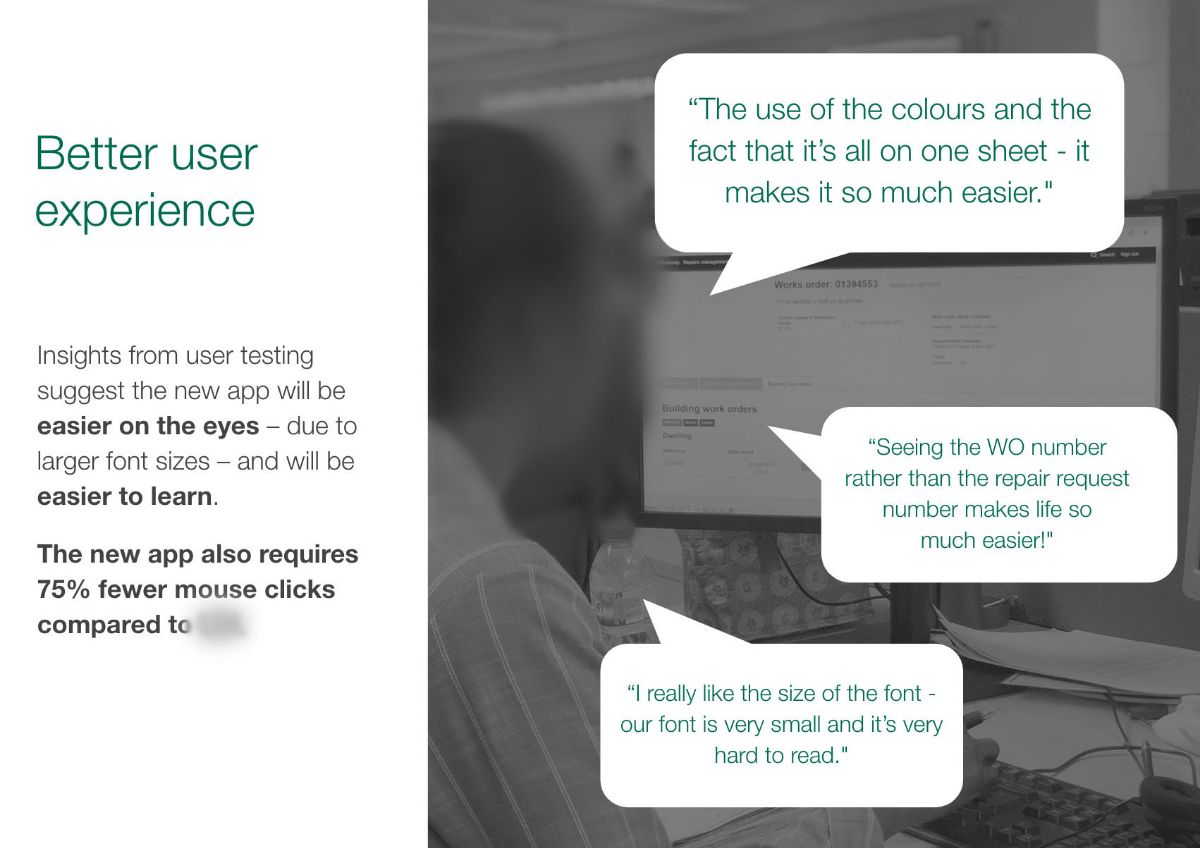 Better user
experience
Insights from user testing
suggest the new app will be
easier on the eyes – due to
larger font sizes – and will be
easier to learn.
The new app also requires
75% fewer mouse clicks
compared to
“The use of the colours and the
fact that it’s all on one sheet - it
makes it so much easier."
Repairs management
Search Sign out
Works order: 01394553
Building work orders
Building work orders
Dwelling
“Seeing the WO number
rather than the repair request
number makes life so
much easier!"
“I really like the size of the font -
our font is very small and it’s very
hard to read."